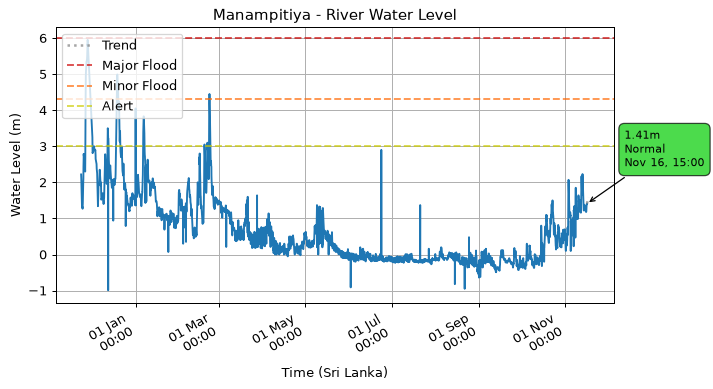 Manampitiya - River Water Level
Trend
Major Flood
Minor Flood
Alert
6
5
4
3
2
1
0
−1
Water Level (m)
1.41m
Normal
Nov 16, 15:00
01 Jan
00:00
01 Mar
00:00
01 May
00:00
01 Jul
00:00
01 Sep
00:00
01 Nov
00:00
Time (Sri Lanka)